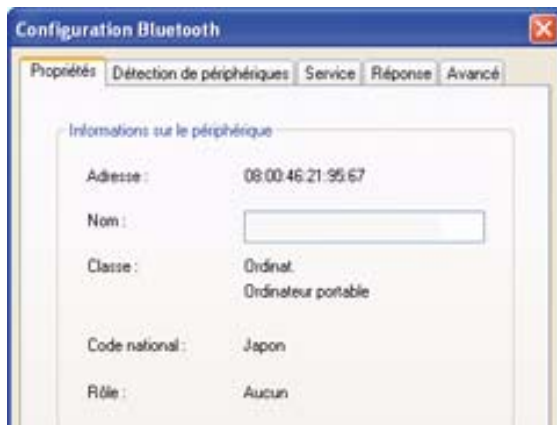 Configuration Bluetooth
Propriétés Détection de périphériques Service Réponse Avancé
Informations sur le périphérique
Adresse : 08:00:46:21:95:67
Nom :
Classe : Ordinat.
Ordinateur portable
Code national : Japon
Rôle : Aucun